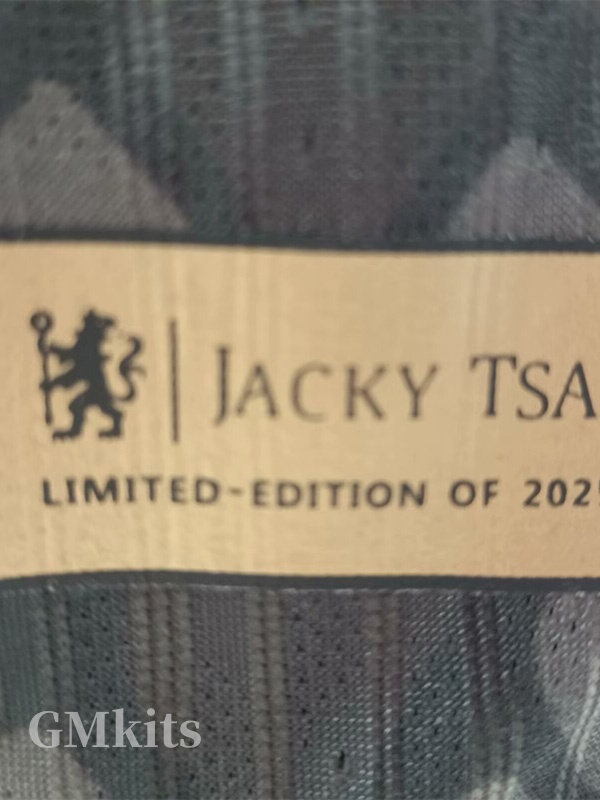 JACKY TSA
LIMITED-EDITION OF 202
GMkits